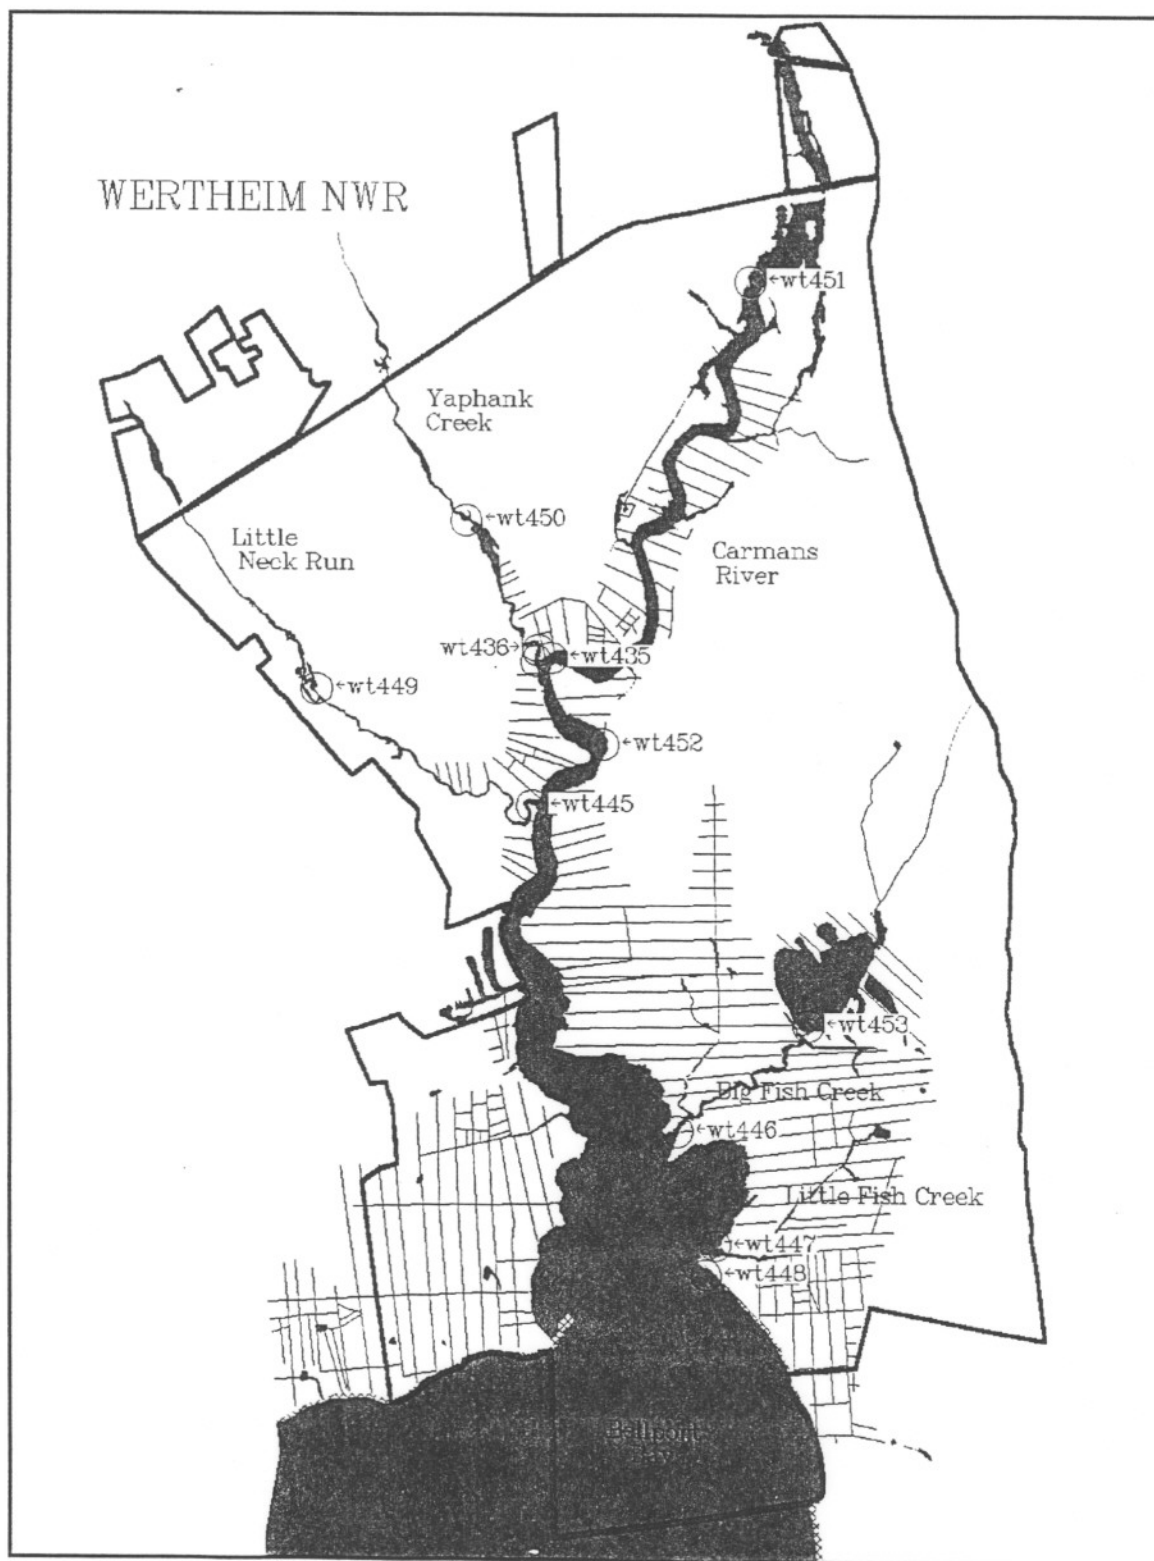 WERTHEIM NWR
←wt451
Yaphank
Creek
←wt450
Little
Neck Run
Carmans
River
wt436→
←wt435
←wt449
←wt452
←wt445
←wt453
Big Fish Creek
←wt446
Little Fish Creek
←wt447
←wt448
Bellport